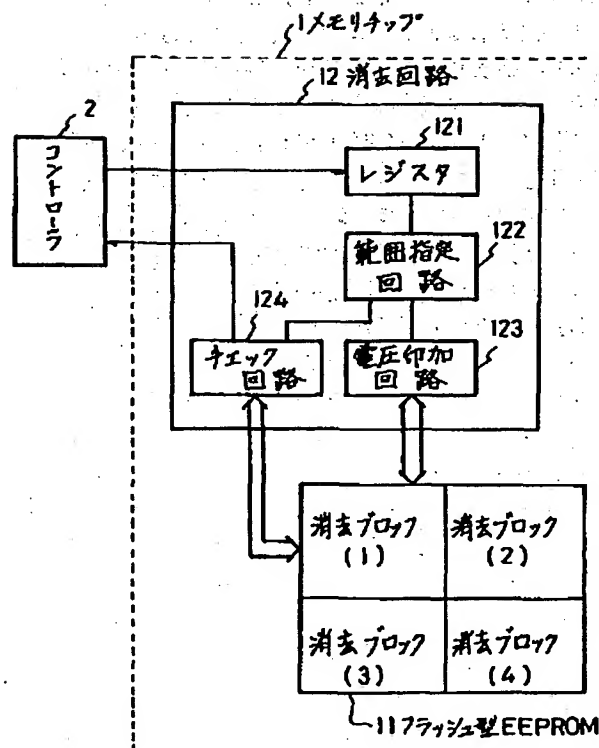 1 メモリチップ
12 消去回路
2
コントローラ
121
レジスタ
122
範囲指定
回路
124
チェック
回路
123
電圧印加
回路
消去ブロック
(1)
消去ブロック
(2)
消去ブロック
(3)
消去ブロック
(4)
11 フラッシュ型EEPROM